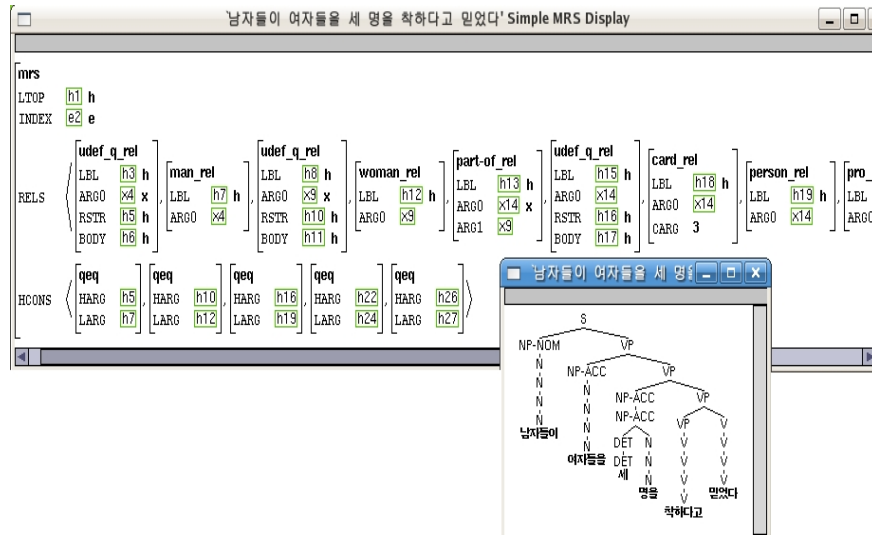 '남자들이 여자들을 세 명을 착하다고 믿었다' Simple MRS Display
mrs
LTOP h1 h
INDEX e2 e
RELS
udef_q_rel
LBL h3 h
ARG0 x4 x
RSTR h5 h
BODY h6 h
man_rel
LBL h7 h
ARG0 x4
udef_q_rel
LBL h8 h
ARG0 x9 x
RSTR h10 h
BODY h11 h
woman_rel
LBL h12 h
ARG0 x9
part-of_rel
LBL h13 h
ARG0 x14 x
ARG1 x9
udef_q_rel
LBL h15 h
ARG0 x14
RSTR h16 h
BODY h17 h
card_rel
LBL h18 h
ARG0 x14
CARG 3
person_rel
LBL h19 h
ARG0 x14
pro_
LBL
ARG0
HCONS
qeq
HARG h5
LARG h7
qeq
HARG h10
LARG h12
qeq
HARG h16
LARG h19
qeq
HARG h22
LARG h24
qeq
HARG h26
LARG h27
'남자들이 여자들을 세 명을
S
NP-NOM VP
N NP-ACC VP
N N NP-ACC VP
N N NP-ACC VP V
N N DET N V V
남자들이 N DET N V V
여자들을 세 N V V
명을 V 믿었다
착하다고